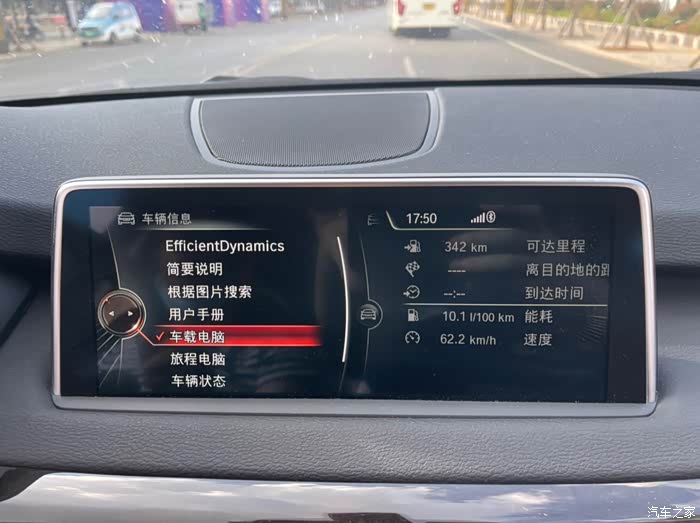 车辆信息
17:50
EfficientDynamics
简要说明
根据图片搜索
用户手册
车载电脑
旅程电脑
车辆状态
342 km 可达里程
---- 离目的地的距
--:-- 到达时间
10.1 l/100 km 能耗
62.2 km/h 速度
汽车之家